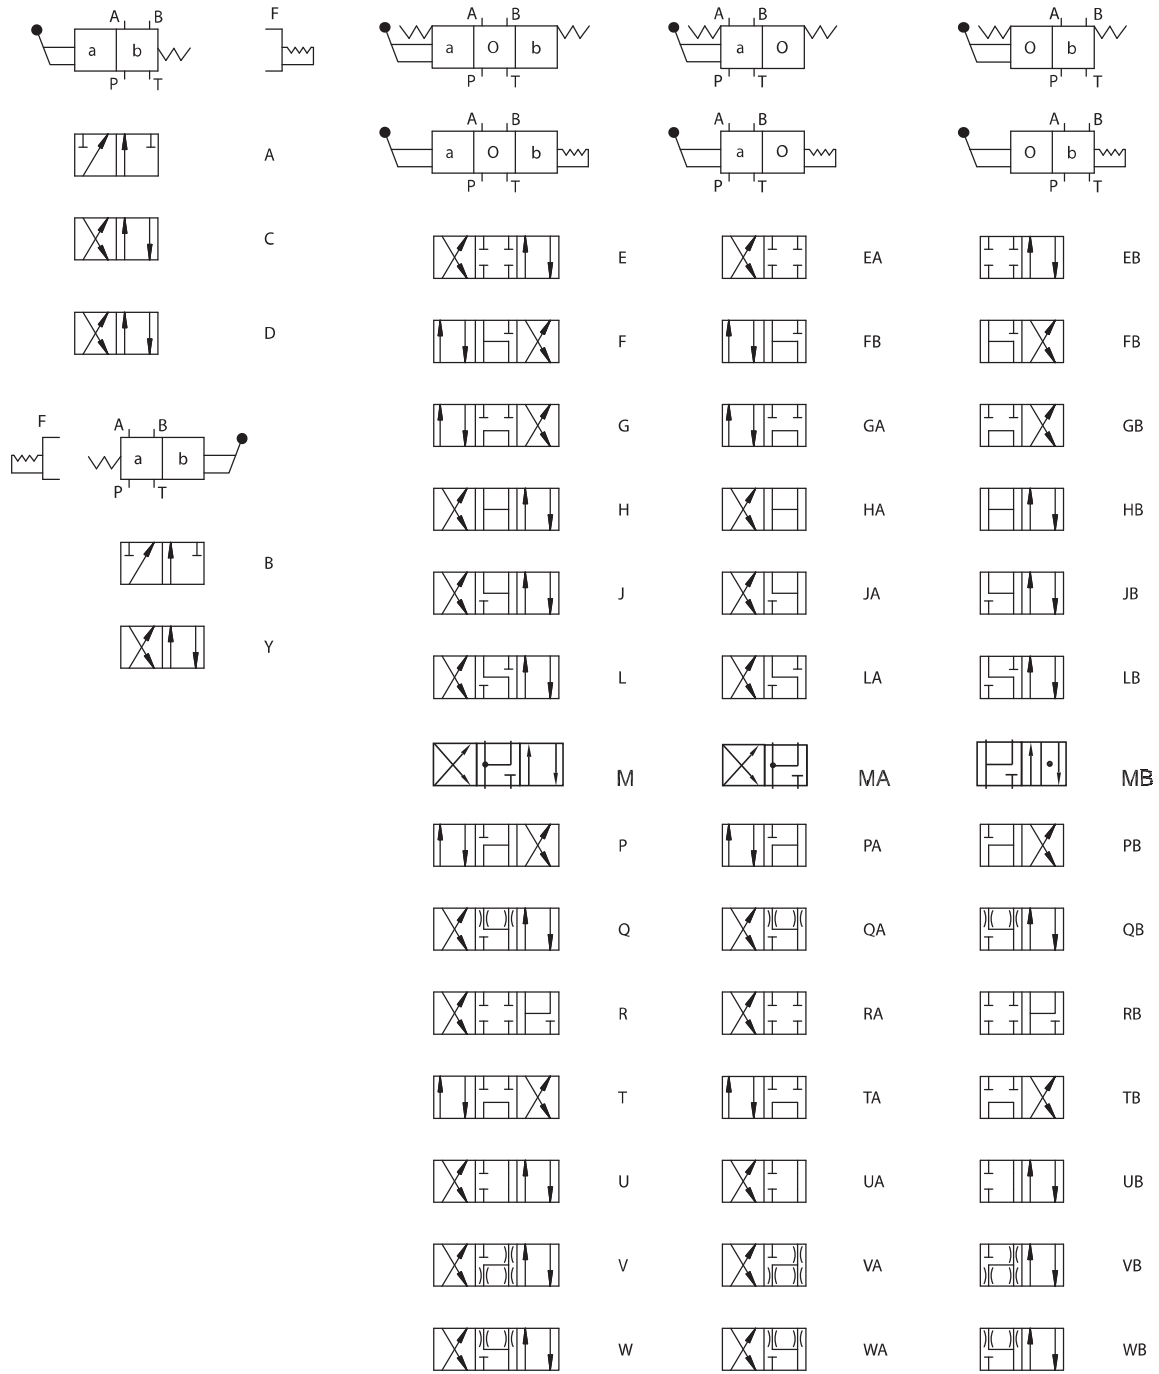 A B F A B A B A B
a b a O b a O O b
P T P T P T P T
A B A B A B
A a O b a O O b
P T P T P T
C
E EA EB
D F FB FB
F A B G GA GB
a b
P T H HA HB
B J JA JB
Y L LA LB
M MA MB
P PA PB
Q QA QB
R RA RB
T TA TB
U UA UB
V VA VB
W WA WB